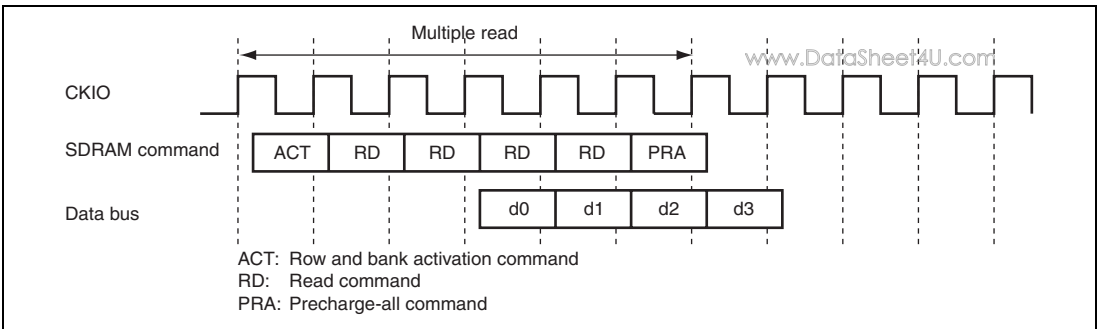 Multiple read
www.DataSheet4U.com
CKIO
SDRAM command ACT RD RD RD RD PRA
Data bus d0 d1 d2 d3
ACT: Row and bank activation command
RD: Read command
PRA: Precharge-all command